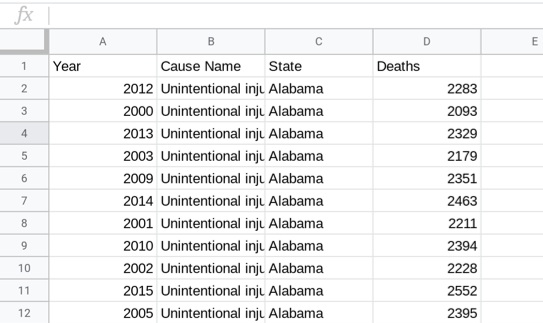 fx
A B C D E
1 Year Cause Name State Deaths
2 2012 Unintentional inju Alabama 2283
3 2000 Unintentional inju Alabama 2093
4 2013 Unintentional inju Alabama 2329
5 2003 Unintentional inju Alabama 2179
6 2009 Unintentional inju Alabama 2351
7 2014 Unintentional inju Alabama 2463
8 2001 Unintentional inju Alabama 2211
9 2010 Unintentional inju Alabama 2394
10 2002 Unintentional inju Alabama 2228
11 2015 Unintentional inju Alabama 2552
12 2005 Unintentional inju Alabama 2395